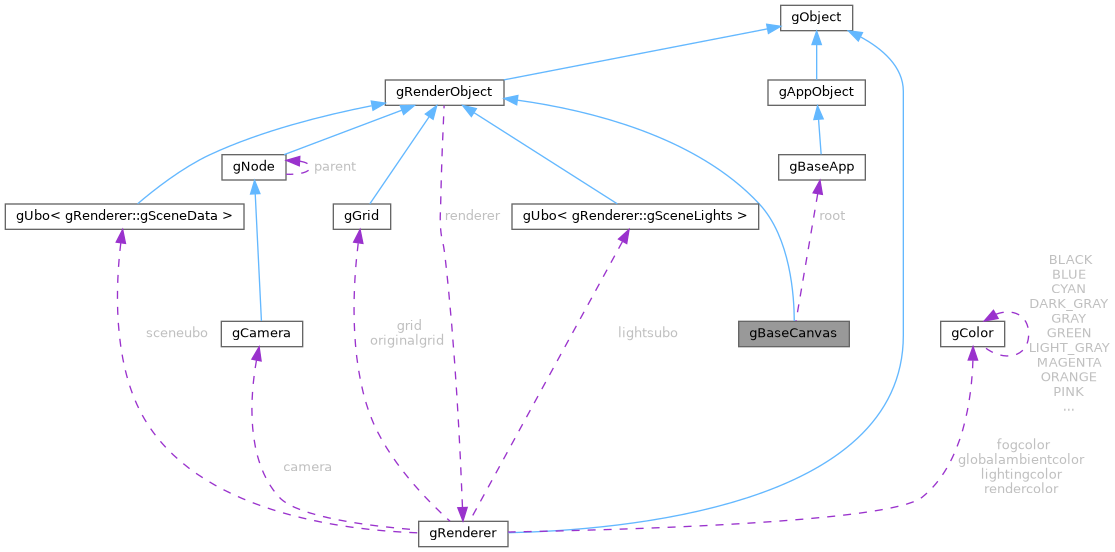 gObject
gRenderObject
gAppObject
gNode
parent
gBaseApp
gUbo< gRenderer::gSceneData >
gGrid
renderer
gUbo< gRenderer::gSceneLights >
root
BLACK
BLUE
CYAN
DARK_GRAY
GRAY
GREEN
LIGHT_GRAY
MAGENTA
ORANGE
PINK
...
sceneubo
gCamera
grid
originalgrid
lightsubo
gBaseCanvas
gColor
camera
fogcolor
globalambientcolor
lightingcolor
rendercolor
gRenderer